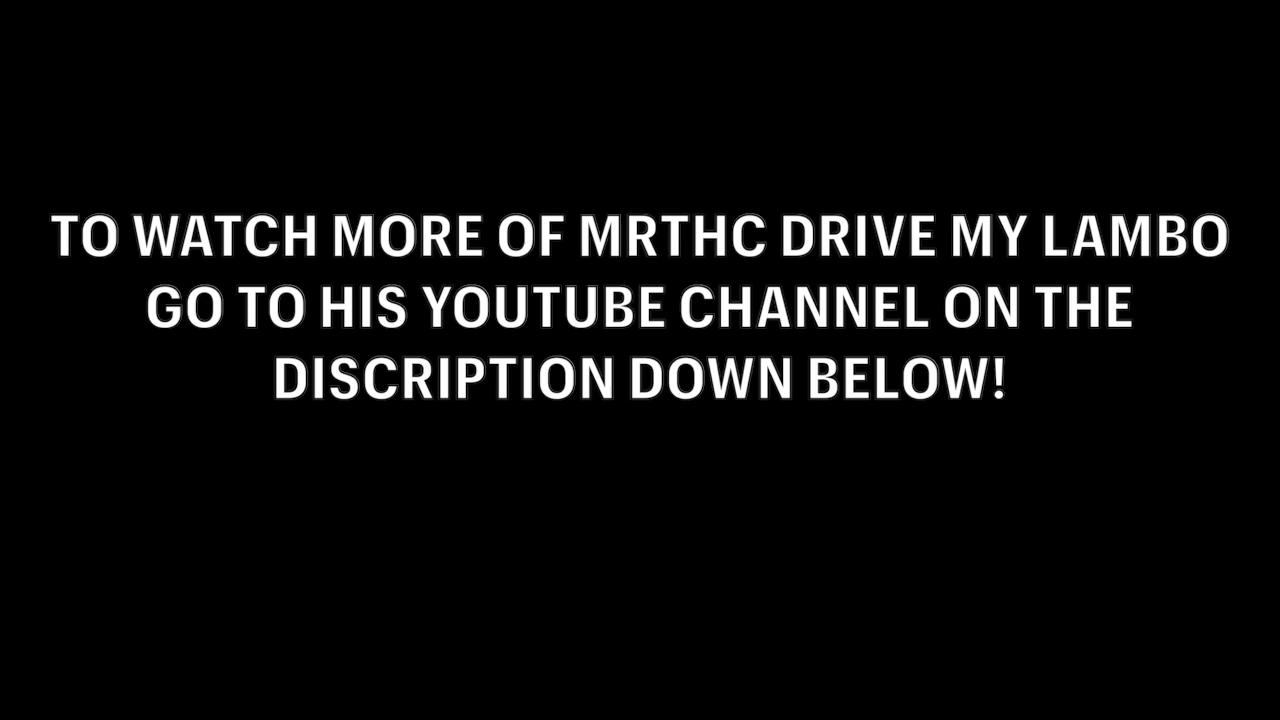 TO WATCH MORE OF MRTHC DRIVE MY LAMBO
GO TO HIS YOUTUBE CHANNEL ON THE
DISCRIPTION DOWN BELOW!